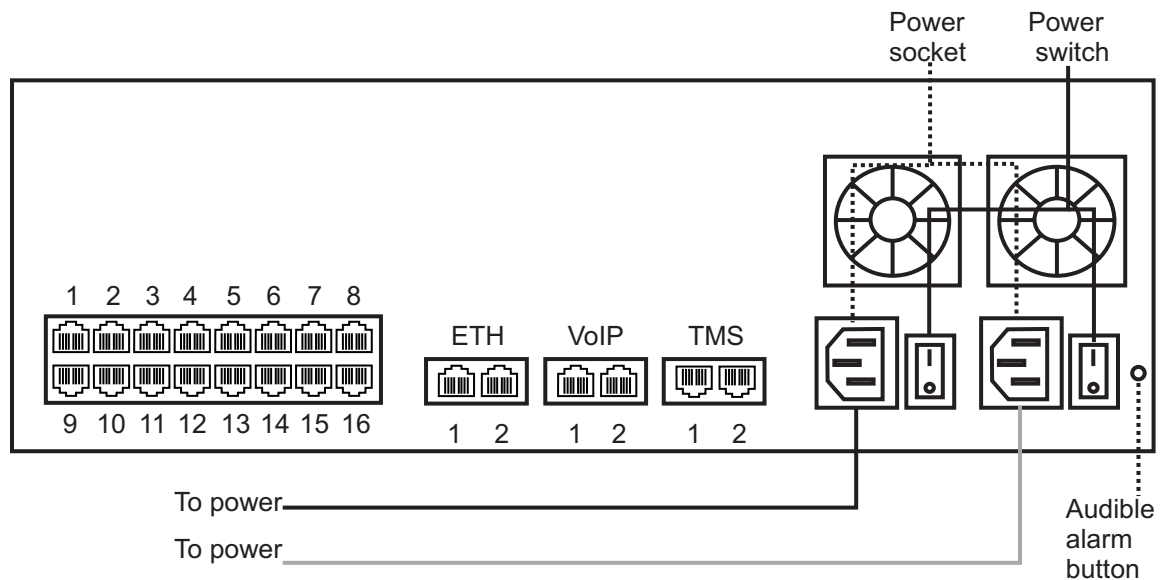 Power socket
Power switch
1 2 3 4 5 6 7 8
ETH VoIP TMS
9 10 11 12 13 14 15 16
1 2 1 2 1 2
To power
To power
Audible
alarm
button